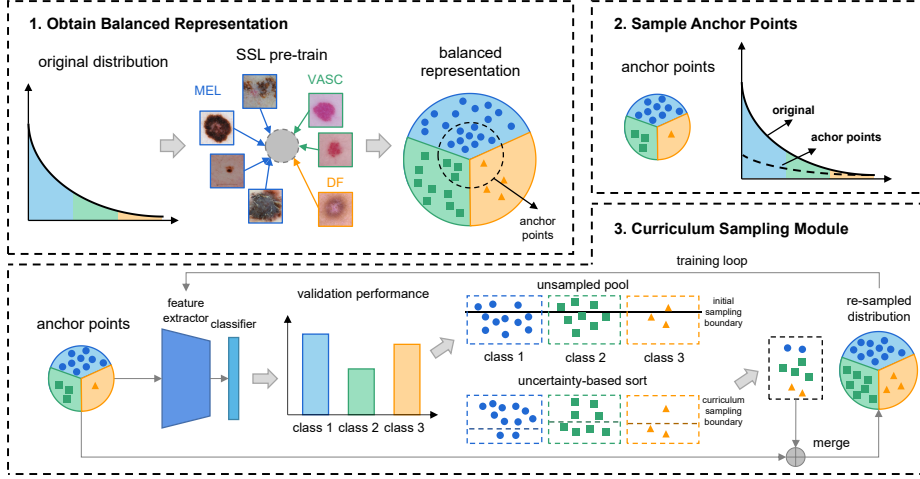 1. Obtain Balanced Representation
original distribution
SSL pre-train
MEL
VASC
DF
balanced
representation
anchor
points
2. Sample Anchor Points
anchor points
original
achor points
3. Curriculum Sampling Module
training loop
anchor points
feature
extractor
classifier
validation performance
class 1
class 2
class 3
unsampled pool
initial
sampling
boundary
class 1
class 2
class 3
uncertainty-based sort
curriculum
sampling
boundary
re-sampled
distribution
merge